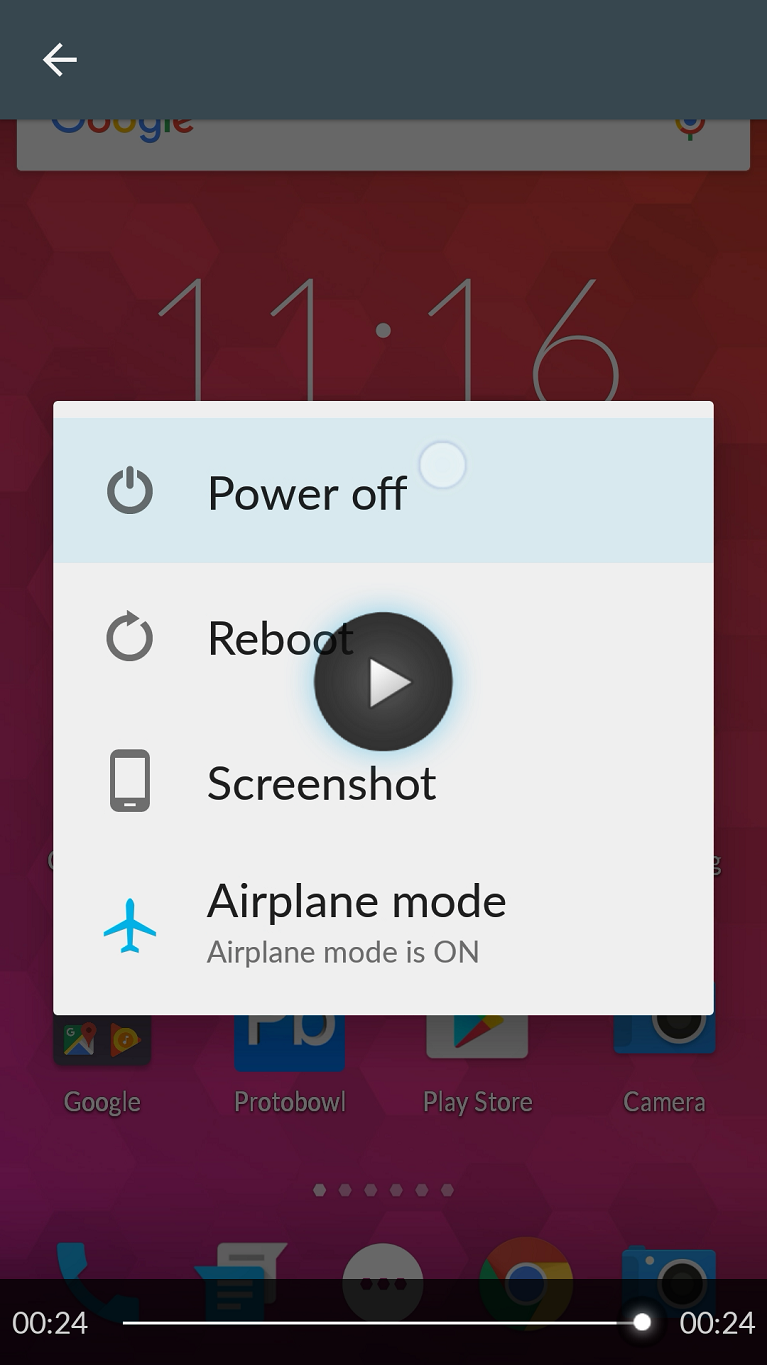 Google
11:16
Power off
Reboot
Screenshot
Airplane mode
Airplane mode is ON
G
Pb
Google
Protobowl
Play Store
Camera
00:24
00:24